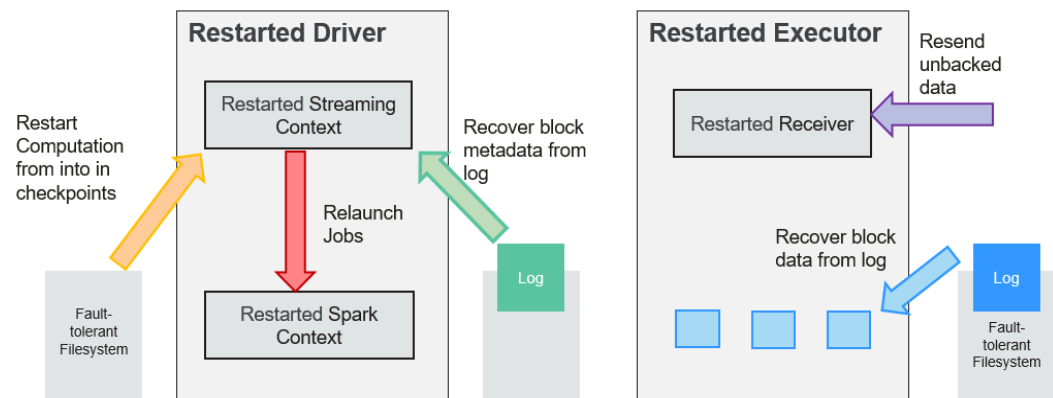 Restarted Driver
Restarted Streaming
Context
Restart
Computation
from into in
checkpoints
Recover block
metadata from
log
Relaunch
Jobs
Log
Fault-
tolerant
Filesystem
Restarted Spark
Context
Restarted Executor
Resend
unbacked
data
Restarted Receiver
Recover block
data from log
Log
Fault-
tolerant
Filesystem